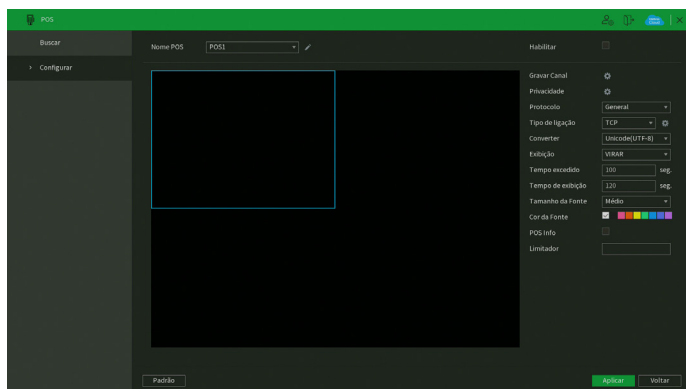 POS
Buscar
Configurar
Nome POS POS1
Habilitar
Gravar Canal
Privacidade
Protocolo General
Tipo de ligação TCP
Converter Unicode(UTF-8)
Exibição VIRAR
Tempo excedido 100 seg.
Tempo de exibição 120 seg.
Tamanho da Fonte Médio
Cor da Fonte
POS Info
Limitador
Padrão
Aplicar Voltar